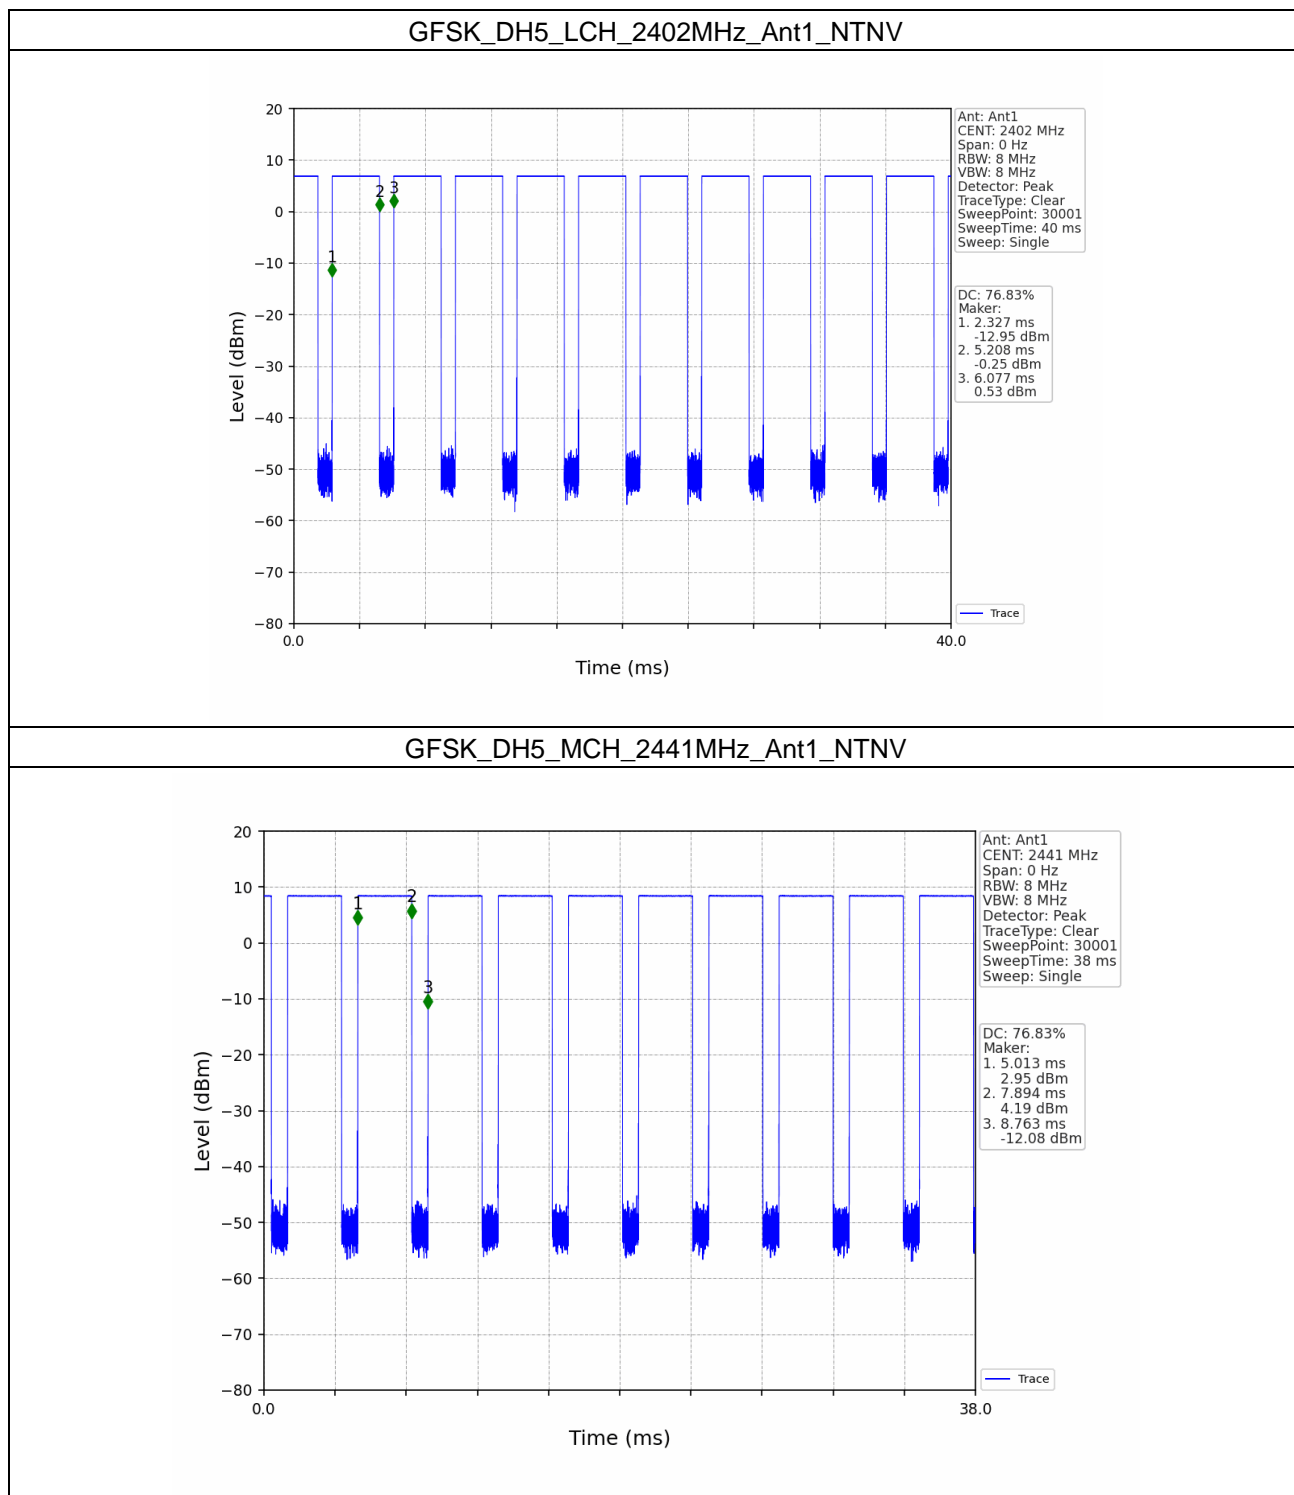 GFSK_DH5_LCH_2402MHz_Ant1_NTNV
20
10
0
−10
−20
−30
−40
−50
−60
−70
−80
Level (dBm)
1
2
3
0.0
40.0
Time (ms)
Ant: Ant1
CENT: 2402 MHz
Span: 0 Hz
RBW: 8 MHz
VBW: 8 MHz
Detector: Peak
TraceType: Clear
SweepPoint: 30001
SweepTime: 40 ms
Sweep: Single
DC: 76.83%
Maker:
1. 2.327 ms
-12.95 dBm
2. 5.208 ms
-0.25 dBm
3. 6.077 ms
0.53 dBm
Trace
GFSK_DH5_MCH_2441MHz_Ant1_NTNV
20
10
0
−10
−20
−30
−40
−50
−60
−70
−80
Level (dBm)
1
2
3
0.0
38.0
Time (ms)
Ant: Ant1
CENT: 2441 MHz
Span: 0 Hz
RBW: 8 MHz
VBW: 8 MHz
Detector: Peak
TraceType: Clear
SweepPoint: 30001
SweepTime: 38 ms
Sweep: Single
DC: 76.83%
Maker:
1. 5.013 ms
2.95 dBm
2. 7.894 ms
4.19 dBm
3. 8.763 ms
-12.08 dBm
Trace